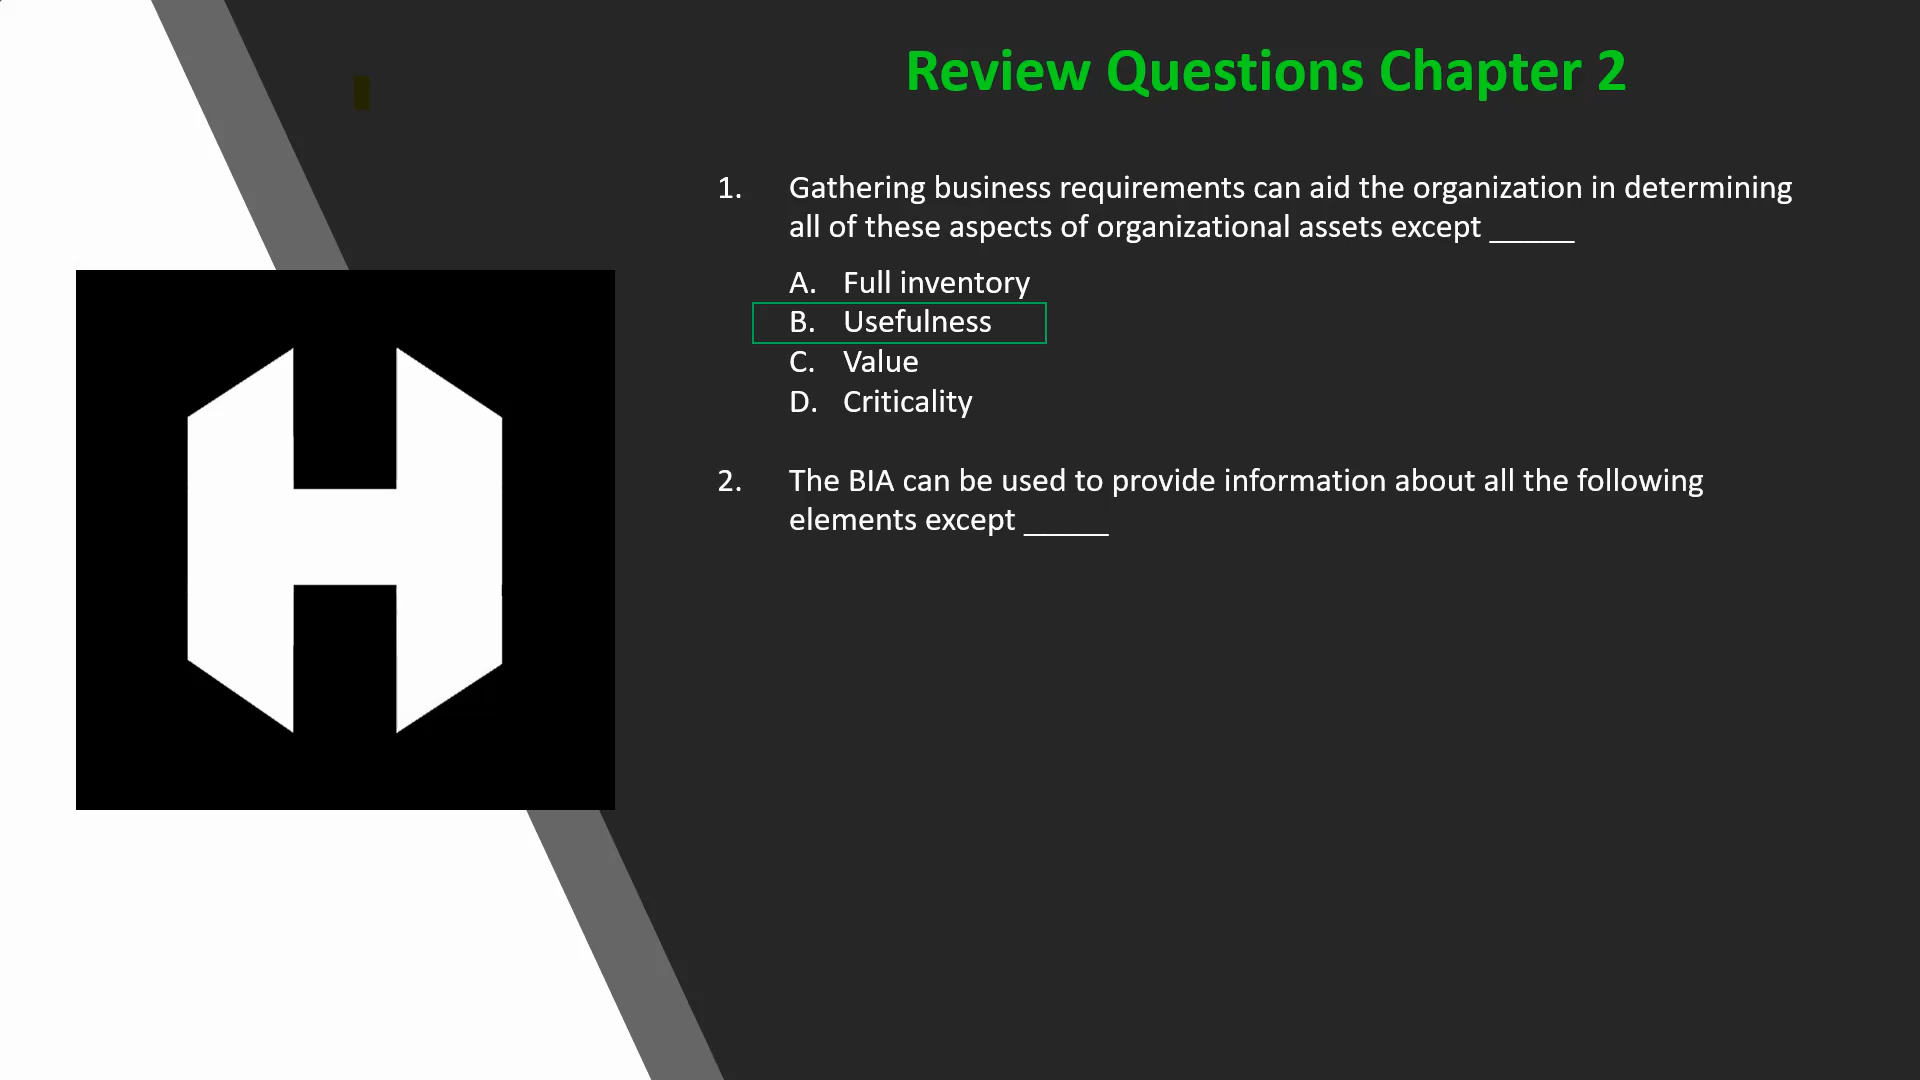 Review Questions Chapter 2
1. Gathering business requirements can aid the organization in determining
all of these aspects of organizational assets except _____
A. Full inventory
B. Usefulness
C. Value
D. Criticality
2. The BIA can be used to provide information about all the following
elements except _____
H